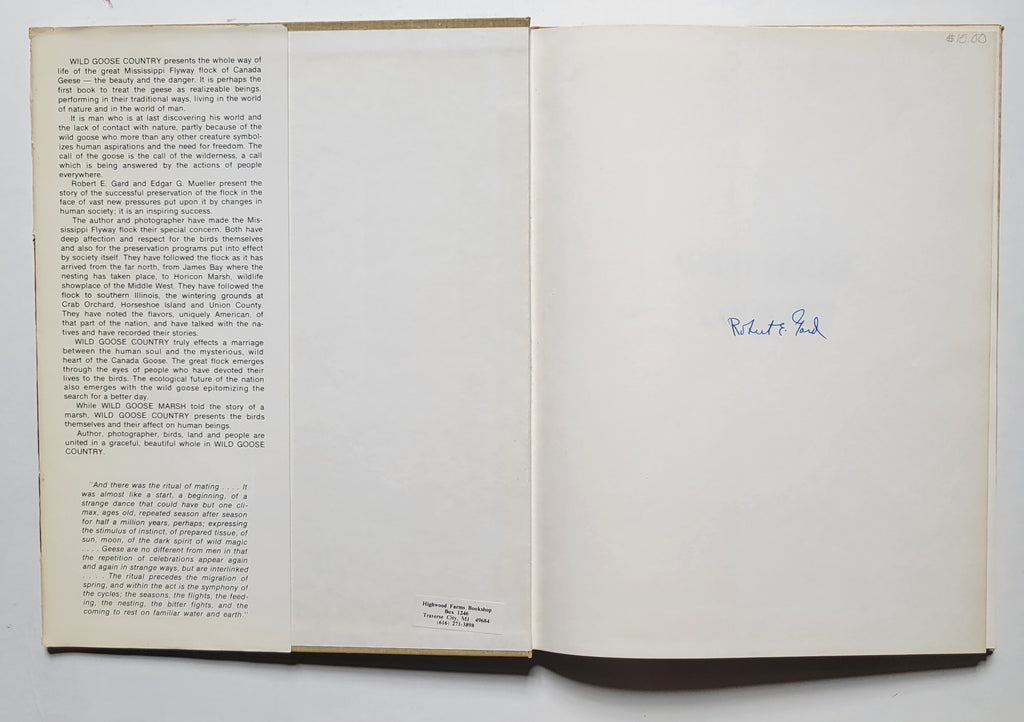 WILD GOOSE COUNTRY presents the whole way of
life of the great Mississippi Flyway flock of Canada
Geese — the beauty and the danger. It is perhaps the
first book to treat the geese as realizeable beings,
performing in their traditional ways, living in the world
of nature and in the world of man.
It is man who is at last discovering his world and
the lack of contact with nature, partly because of the
wild goose who more than any other creature symbol-
izes human aspirations and the need for freedom. The
call of the goose is the call of the wilderness, a call
which is being answered by the actions of people
everywhere.
Robert E. Gard and Edgar G. Mueller present the
story of the successful preservation of the flock in the
face of vast new pressures put upon it by changes in
human society; it is an inspiring success.
The author and photographer have made the Mis-
sissippi Flyway flock their special concern. Both have
deep affection and respect for the birds themselves
and also for the preservation programs put into effect
by society itself. They have followed the flock as it has
arrived from the far north, from James Bay where the
nesting has taken place, to Horicon Marsh, wildlife
showplace of the Middle West. They have followed the
flock to southern Illinois, the wintering grounds at
Crab Orchard, Horseshoe Island and Union County.
They have noted the flavors, uniquely American, of
that part of the nation, and have talked with the na-
tives and have recorded their stories.
WILD GOOSE COUNTRY truly effects a marriage
between the human soul and the mysterious, wild
heart of the Canada Goose. The great flock emerges
through the eyes of people who have devoted their
lives to the birds. The ecological future of the nation
also emerges with the wild goose epitomizing the
search for a better day.
While WILD GOOSE MARSH told the story of a
marsh, WILD GOOSE COUNTRY presents the birds
themselves and their affect on human beings.
Author, photographer, birds, land and people are
united in a graceful, beautiful whole in WILD GOOSE
COUNTRY.
"And there was the ritual of mating . . . . It
was almost like a start, a beginning, of a
strange dance that could have but one cli-
max, ages old, repeated season after season
for half a million years, perhaps; expressing
the stimulus of instinct, of prepared tissue, of
sun, moon, of the dark spirit of wild magic
. . . . Geese are no different from men in that
the repetition of celebrations appear again
and again in strange ways, but are interlinked
. . . . The ritual precedes the migration of
spring, and within the act is the symphony of
the cycles; the seasons, the flights, the feed-
ing, the nesting, the bitter fights, and the
coming to rest on familiar water and earth."
Highwood Farms Bookshop
Box 1246
Traverse City, MI 49684
(616) 271-3898
$10.00
Robert E. Gard